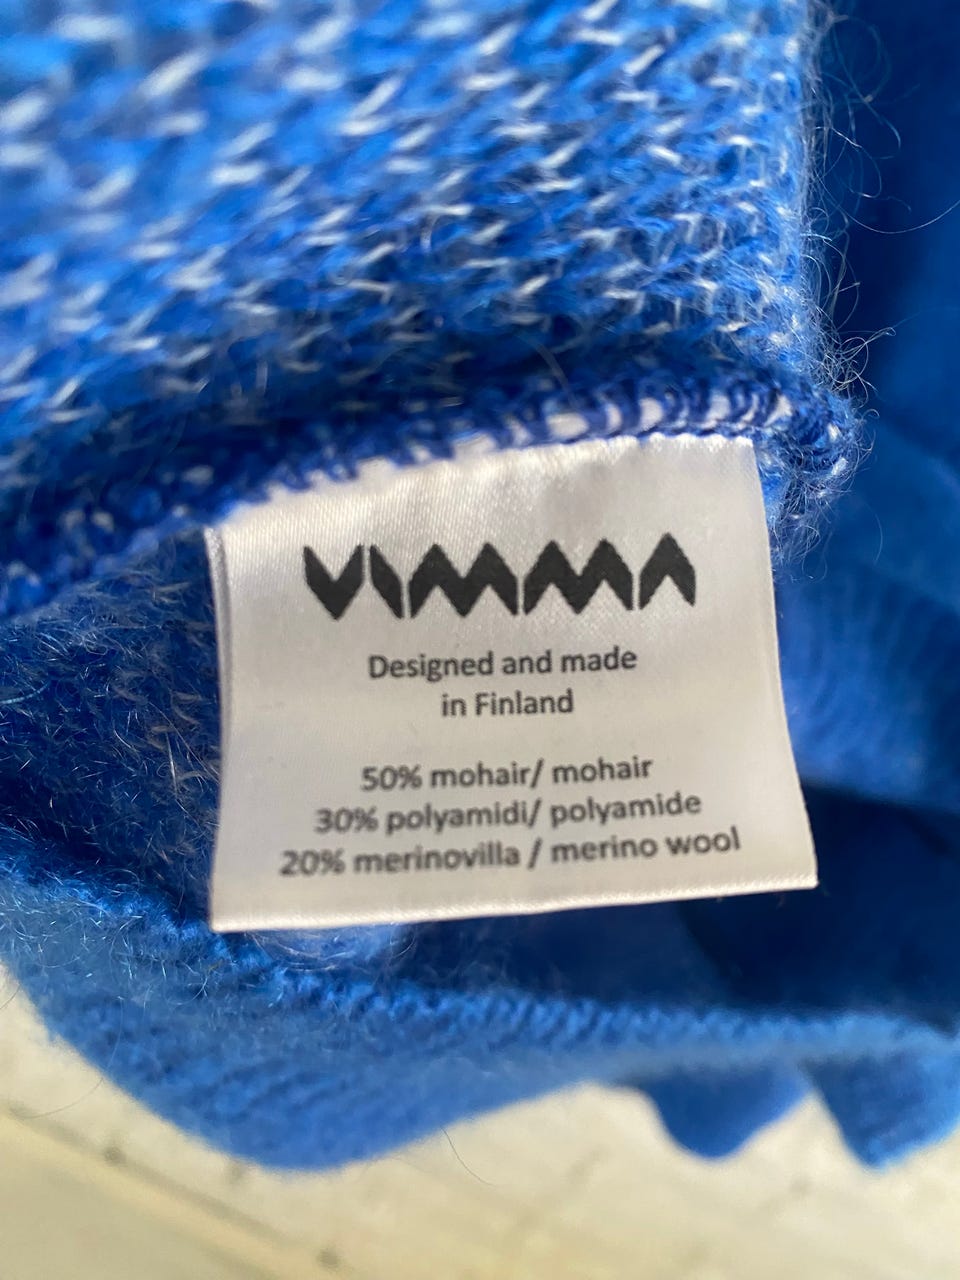 VIMMA
Designed and made
in Finland
50% mohair/ mohair
30% polyamidi/ polyamide
20% merinovilla / merino wool